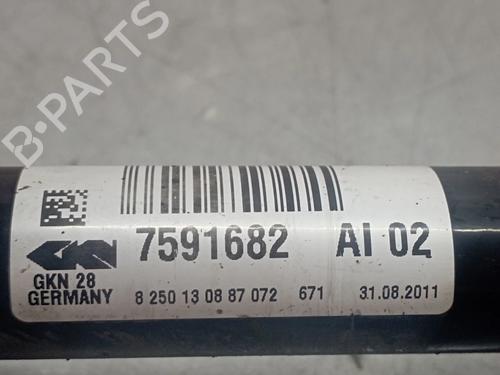 B-PARTS
7591682 AI 02
GKN 28
GERMANY
8 250 13 08 87 072 671 31.08.2011